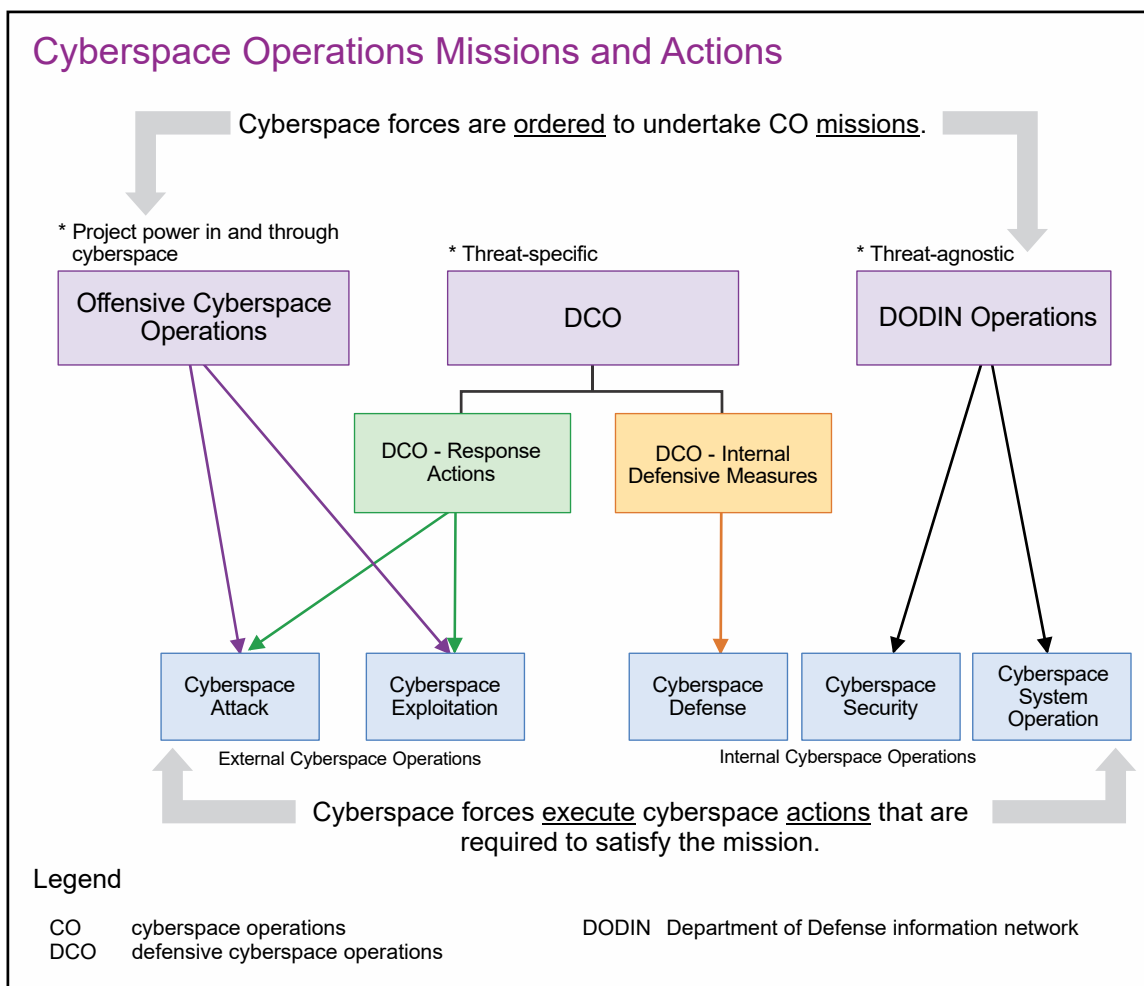 Cyberspace Operations Missions and Actions
Cyberspace forces are ordered to undertake CO missions.
* Project power in and through
cyberspace
* Threat-specific
* Threat-agnostic
Offensive Cyberspace
Operations
DCO
DODIN Operations
DCO - Response
Actions
DCO - Internal
Defensive Measures
Cyberspace
Attack
Cyberspace
Exploitation
Cyberspace
Defense
Cyberspace
Security
Cyberspace
System
Operation
External Cyberspace Operations
Internal Cyberspace Operations
Cyberspace forces execute cyberspace actions that are
required to satisfy the mission.
Legend
CO cyberspace operations
DCO defensive cyberspace operations
DODIN Department of Defense information network